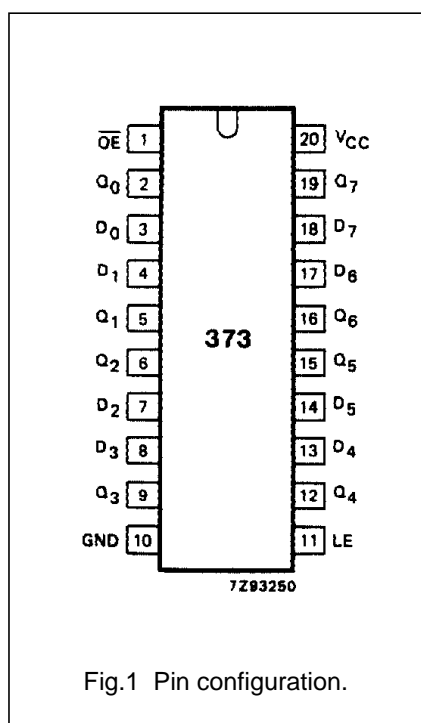 OE 1 20 VCC
Q0 2 19 Q7
D0 3 18 D7
D1 4 17 D6
Q1 5 16 Q6
373
Q2 6 15 Q5
D2 7 14 D5
D3 8 13 D4
Q3 9 12 Q4
GND 10 11 LE
7Z93250
Fig.1 Pin configuration.